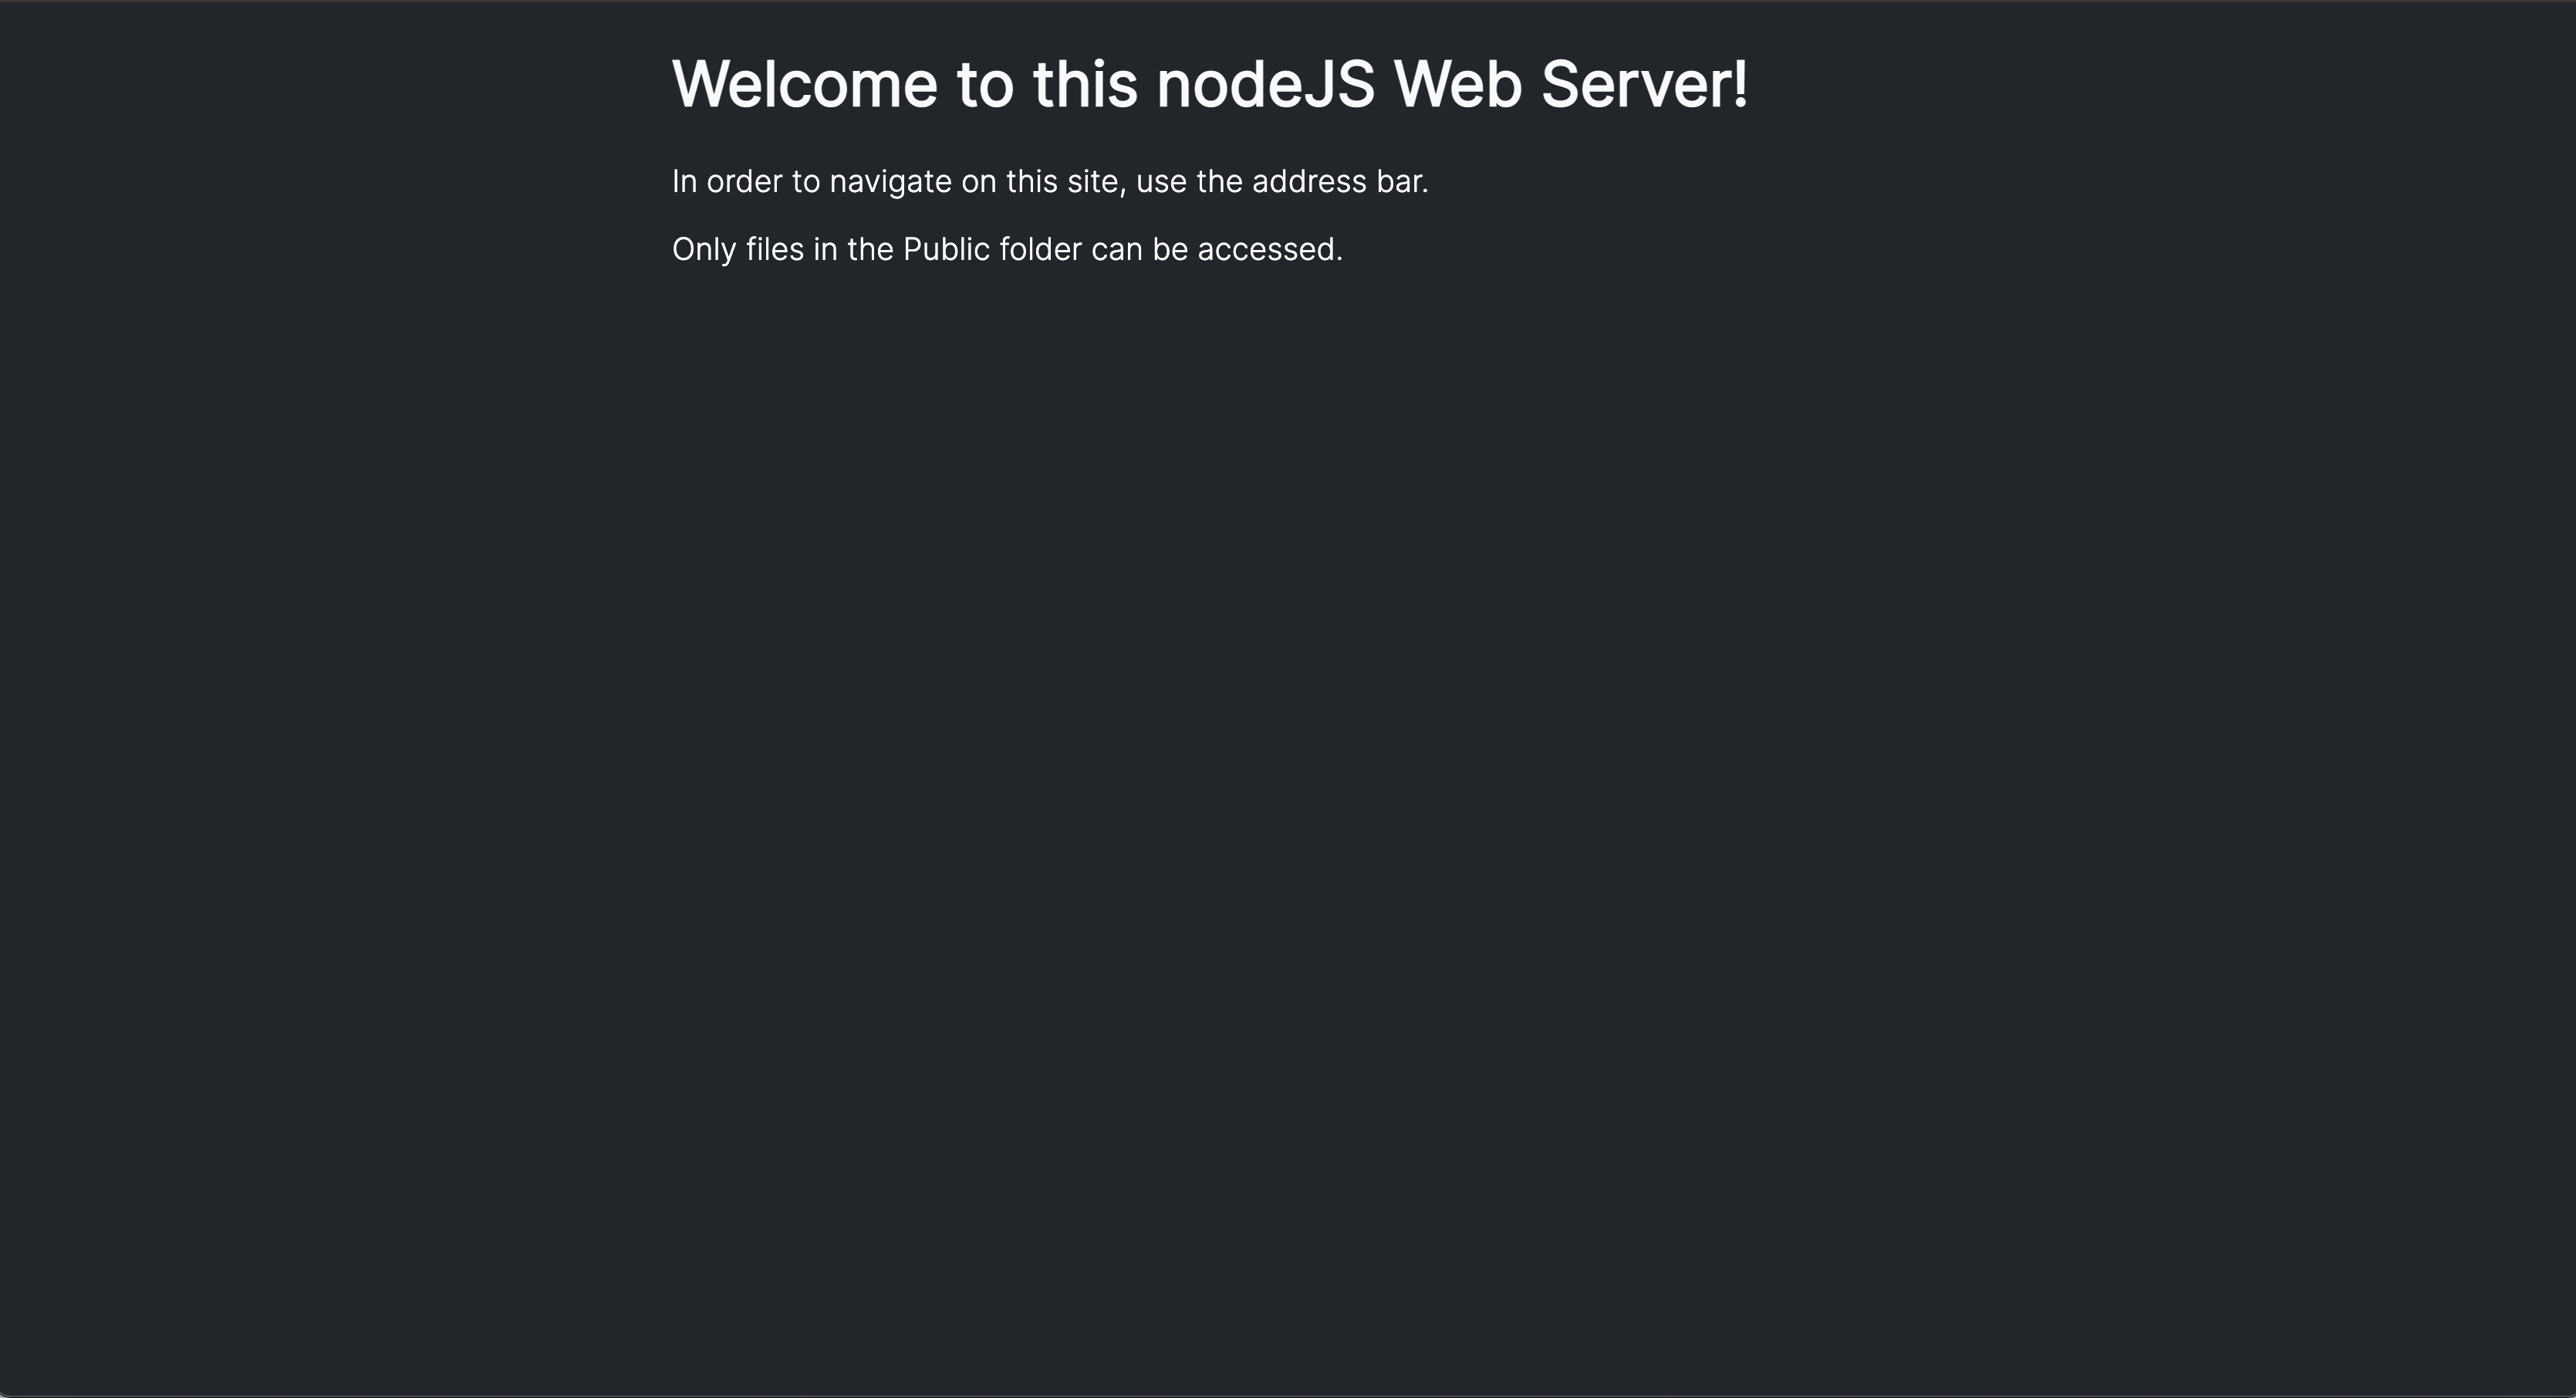 Welcome to this nodeJS Web Server!
In order to navigate on this site, use the address bar.
Only files in the Public folder can be accessed.